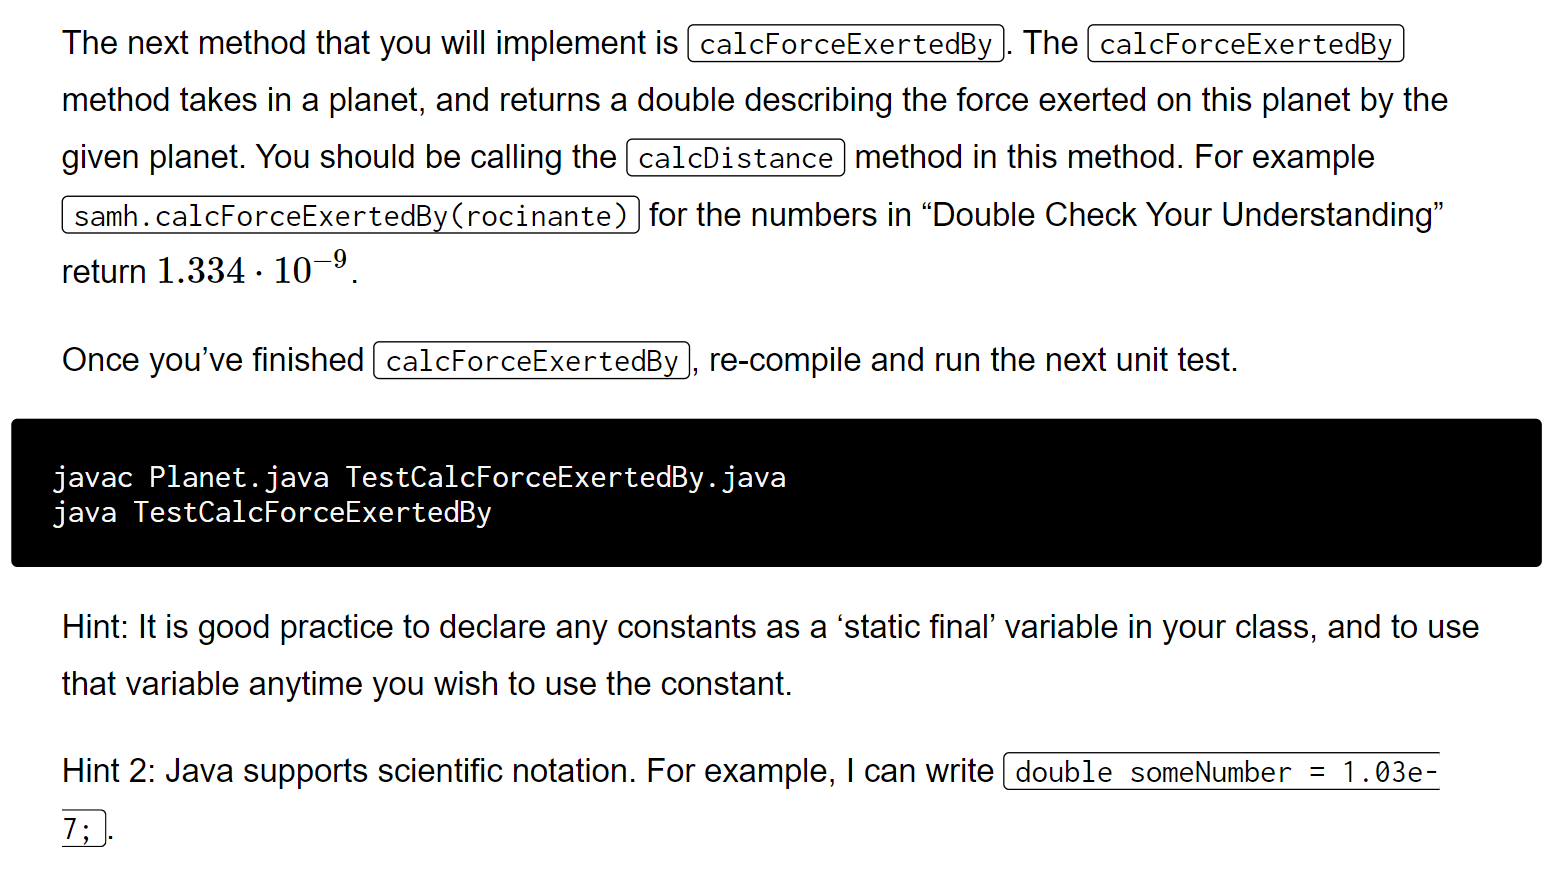 The next method that you will implement is calcForceExertedBy. The calcForceExertedBy
method takes in a planet, and returns a double describing the force exerted on this planet by the
given planet. You should be calling the calcDistance method in this method. For example
samh.calcForceExertedBy(rocinante) for the numbers in “Double Check Your Understanding”
return 1.334 · 10⁻⁹.
Once you’ve finished calcForceExertedBy, re-compile and run the next unit test.
javac Planet.java TestCalcForceExertedBy.java
java TestCalcForceExertedBy
Hint: It is good practice to declare any constants as a ‘static final’ variable in your class, and to use
that variable anytime you wish to use the constant.
Hint 2: Java supports scientific notation. For example, I can write double someNumber = 1.03e-
7;.